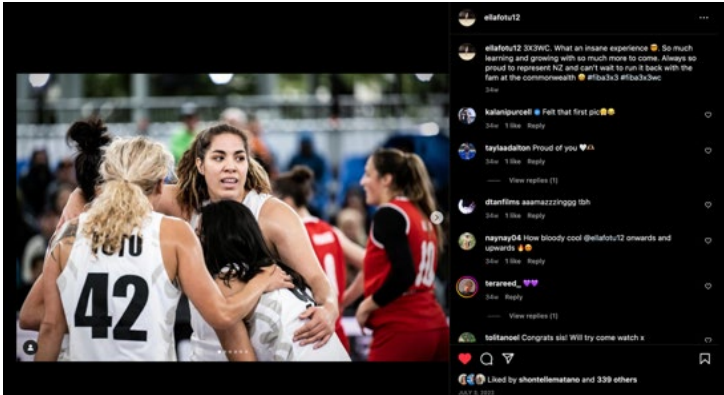 ellafotu12
ellafotu12 3X3WC. What an insane experience 🤯. So much
learning and growing with so much more to come. Always so
proud to represent NZ and can't wait to run it back with the
fam at the commonwealth 🤩 #fiba3x3 #fiba3x3wc
34w
kalanipurcell Felt that first pic
34w 1 like Reply
taylaadalton Proud of you 🤍
34w 1 like Reply
View replies (1)
dtanfilms aaamazzzinggg tbh
34w 1 like Reply
naynay04 How bloody cool @ellafotu12 onwards and
upwards 🔥
34w 1 like Reply
terareed_ 💜💜
34w Reply
View replies (1)
tolitanoel Congrats sis! Will try come watch x
Liked by shontellematano and 339 others
JULY 3, 2022
FOTU
42
10